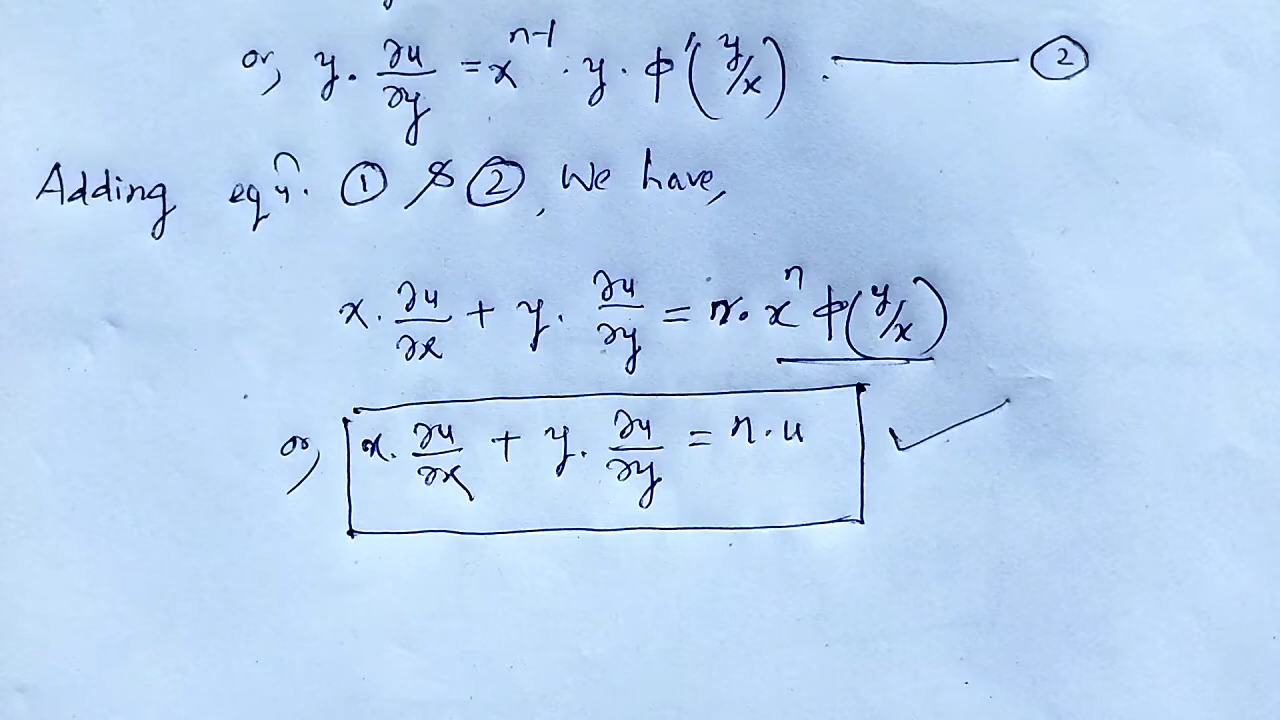 or, y. ∂u/∂y = x^{n-1} . y . φ'(y/x) . ——— ②
Adding eqn. ① & ②, We have,
x. ∂u/∂x + y. ∂u/∂y = n. x^n φ(y/x)
or, x. ∂u/∂x + y. ∂u/∂y = n.u ✓